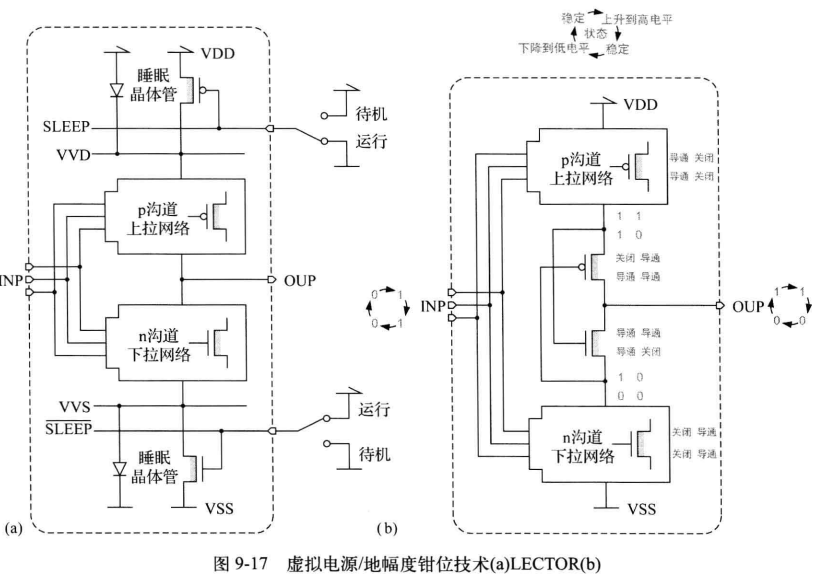 VDD
睡眠
晶体管
SLEEP
待机
运行
VVD
p沟道
上拉网络
INP
OUP
n沟道
下拉网络
VVS
SLEEP
运行
待机
睡眠
晶体管
VSS
(a)
稳定 上升到高电平
状态
下降到低电平 稳定
VDD
p沟道
上拉网络
导通 关闭
导通 关闭
1 1
1 0
关闭 导通
导通 导通
0 1
0 1
INP
OUP
1 1
0 0
导通 导通
导通 关闭
1 0
0 0
n沟道
下拉网络
关闭 导通
关闭 导通
VSS
(b)
图 9-17 虚拟电源/地幅度钳位技术(a)LECTOR(b)